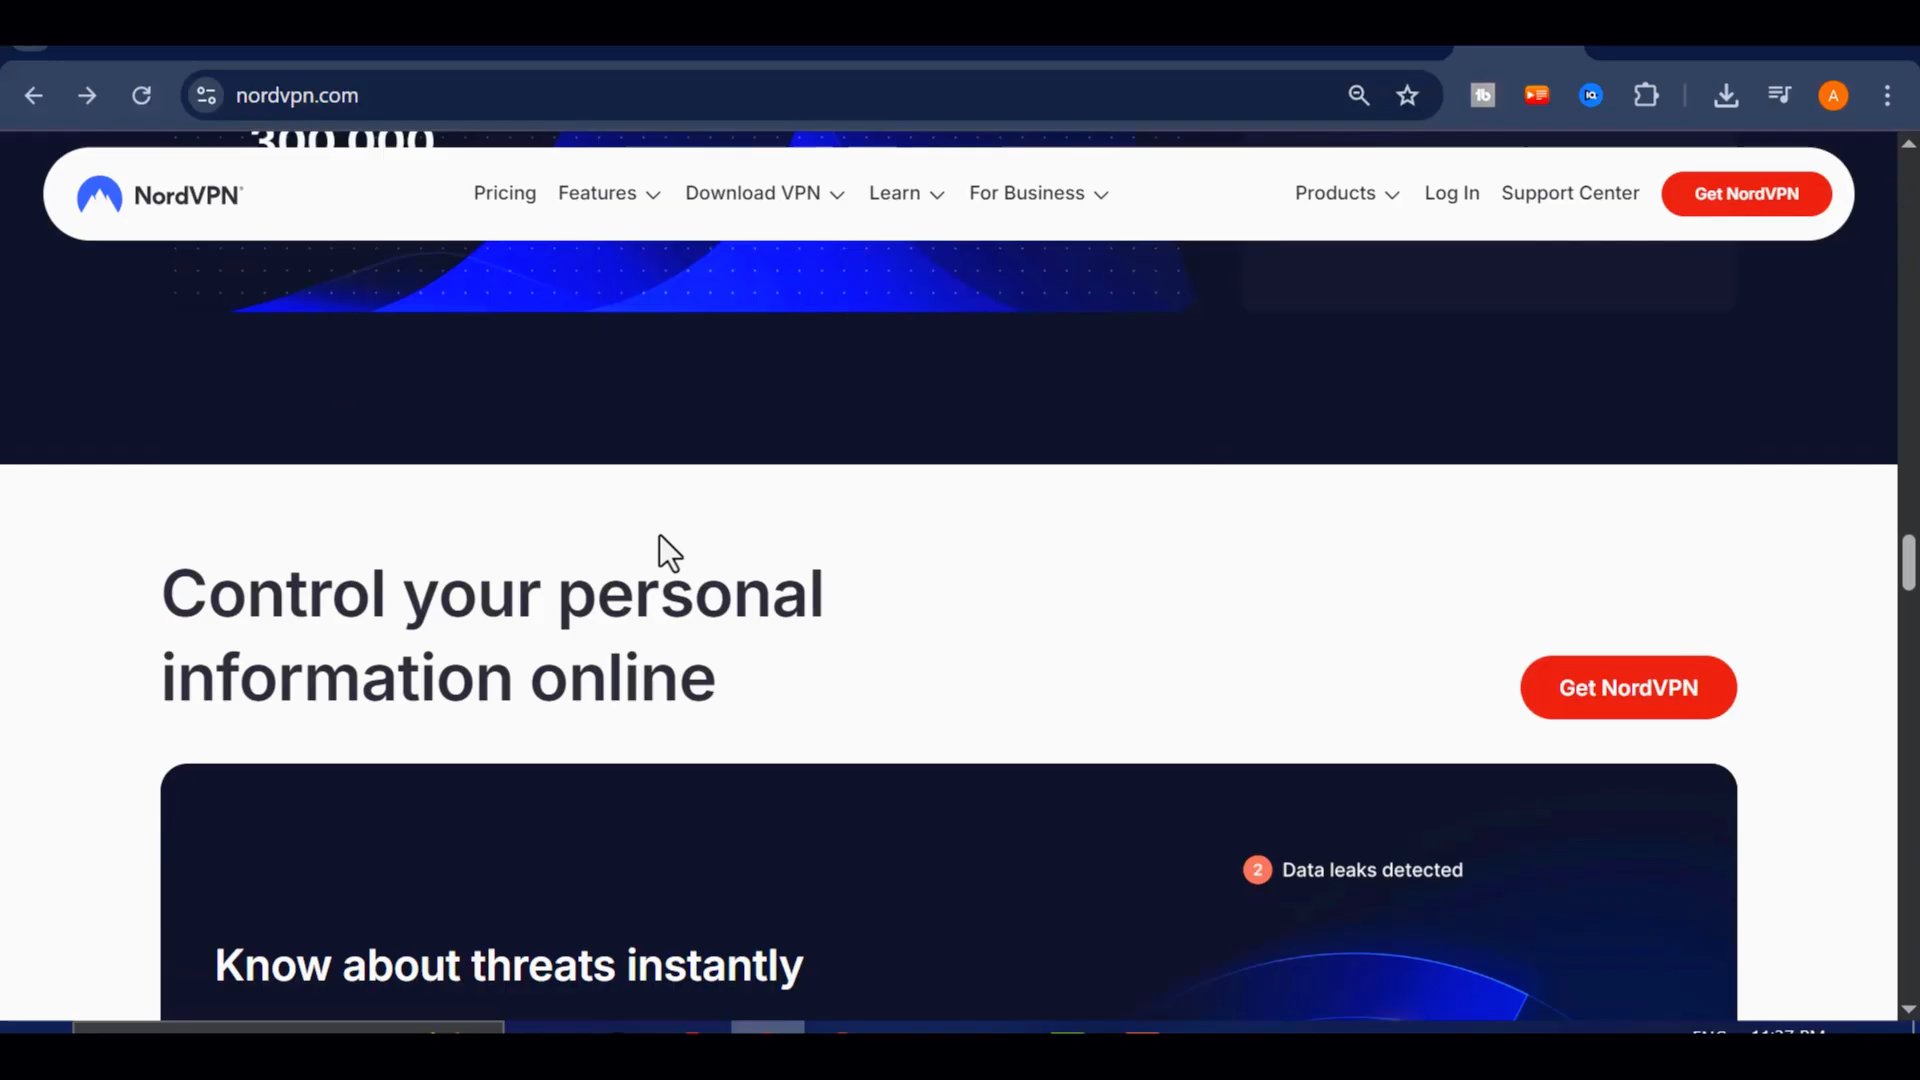 nordvpn.com
300,000
NordVPN®
Pricing
Features
Download VPN
Learn
For Business
Products
Log In
Support Center
Get NordVPN
Control your personal
information online
Get NordVPN
2 Data leaks detected
Know about threats instantly
A